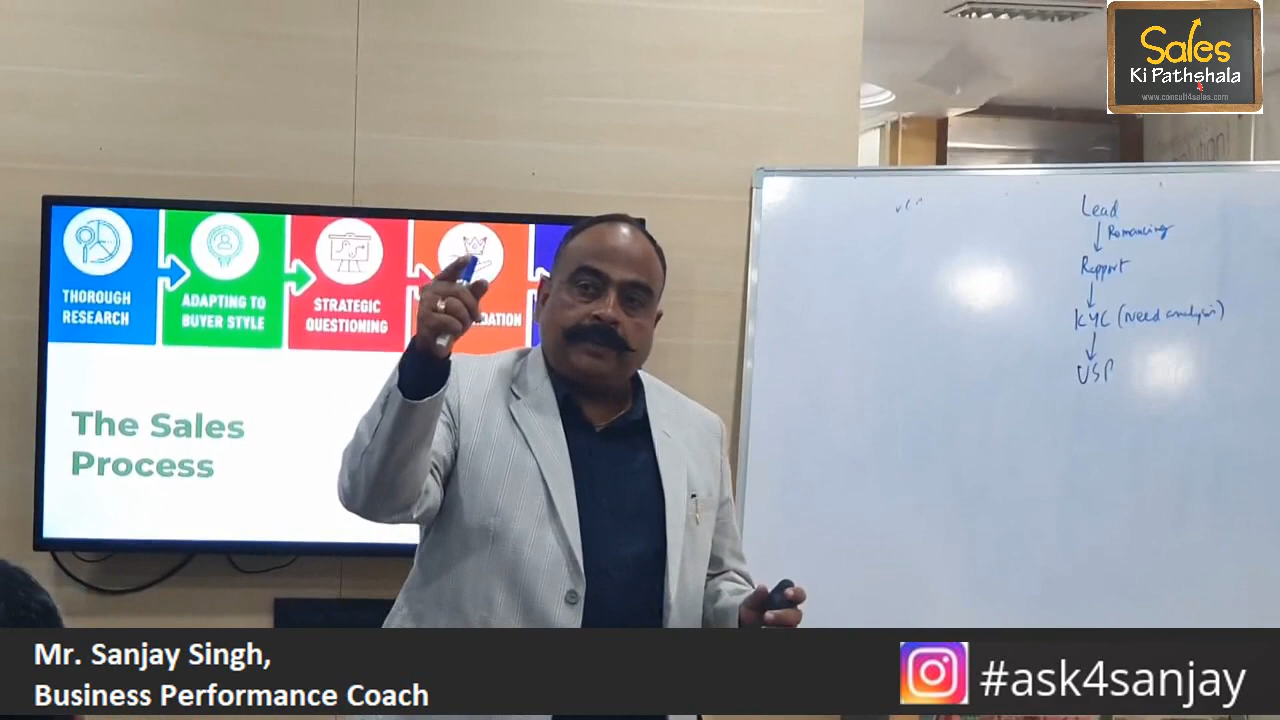 Sales
Ki Pathshala
www.consult4sales.com
THOROUGH
RESEARCH
ADAPTING TO
BUYER STYLE
STRATEGIC
QUESTIONING
The Sales
Process
Lead
Romancing
Rapport
KYC (Need analysis)
USP
Mr. Sanjay Singh,
Business Performance Coach
#ask4sanjay